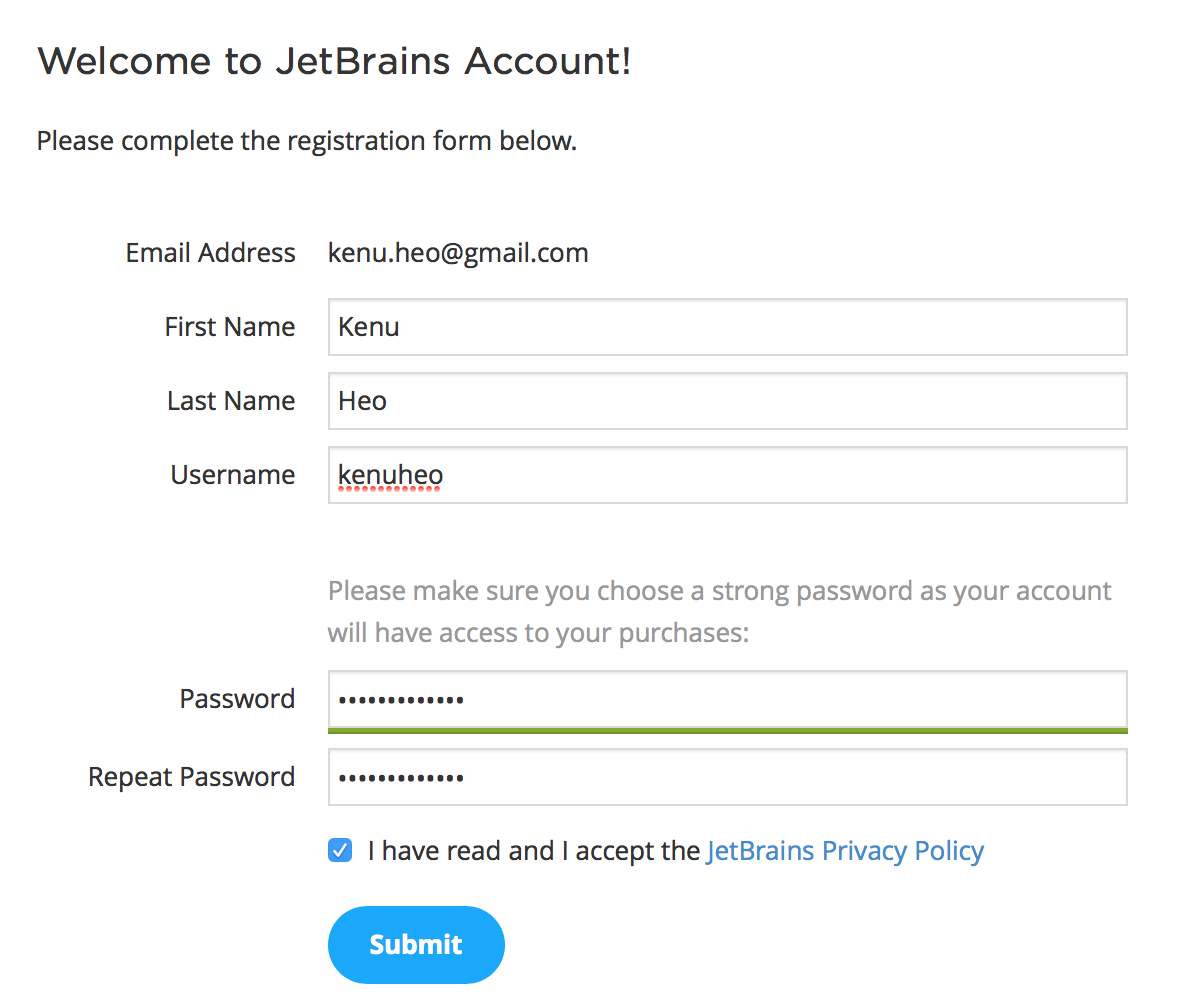 Welcome to JetBrains Account!
Please complete the registration form below.
Email Address kenu.heo@gmail.com
First Name Kenu
Last Name Heo
Username kenuheo
Please make sure you choose a strong password as your account
will have access to your purchases:
Password •••••••••••••
Repeat Password •••••••••••••
I have read and I accept the JetBrains Privacy Policy
Submit